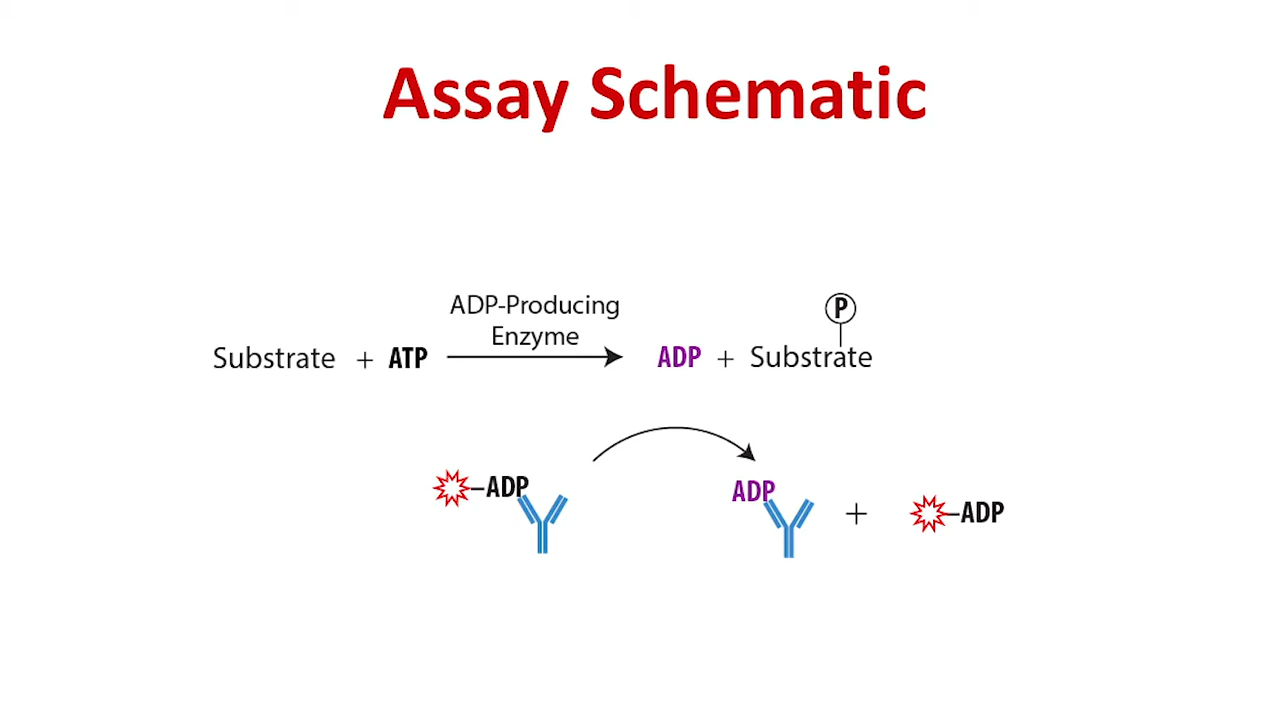 Assay Schematic
ADP-Producing
Enzyme
P
Substrate + ATP ADP + Substrate
ADP ADP + ADP